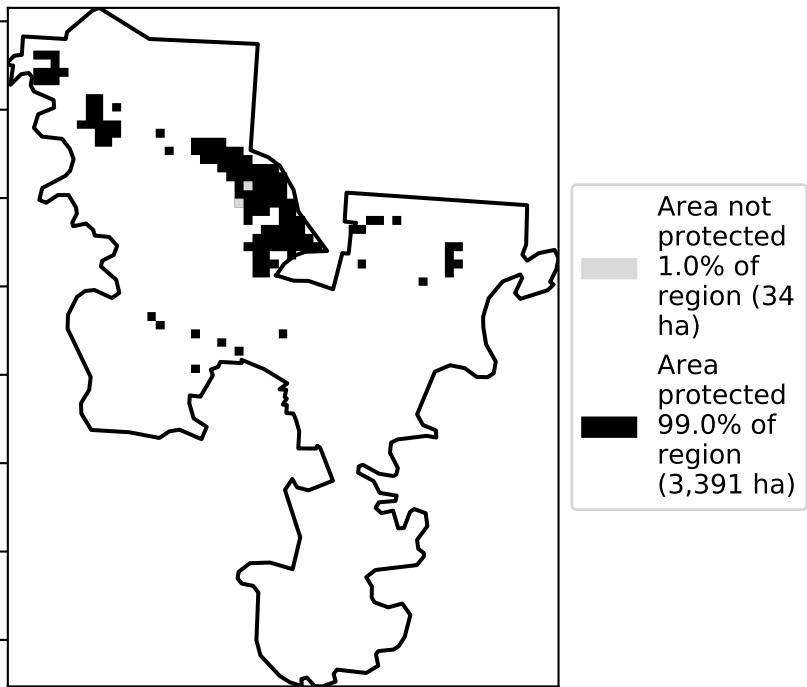 Area not
protected
1.0% of
region (34
ha)
Area
protected
99.0% of
region
(3,391 ha)